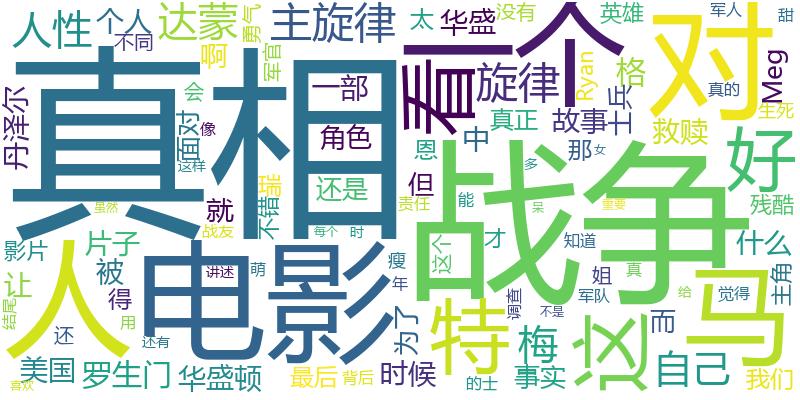 人性
个人
不同
达蒙
啊
勇气
军官
主旋律
太
华盛
没有
英雄
军人
甜
真相
一部
角色
还是
看
个
旋律
Ryan
格
对
真的
Meg
生死
丹泽尔
会
像
面对
这样
真正
故事
士兵
救赎
中
那
恩
但
好
就
瑞
不错
战争
多
能
女
呆
残酷
虽然
战友
每个
时
责任
重要
影片
片子
人
电影
讲述
萌
瘦
年
为了
这个
才
知道
姐
真
给
什么
主角
让
被
得
特
梅
调查
军队
不是
这
而
马
觉得
结尾
还
用
还有
美国
罗生门
华盛顿
最后
背后
时候
的士
事实
自己
我们
喜欢